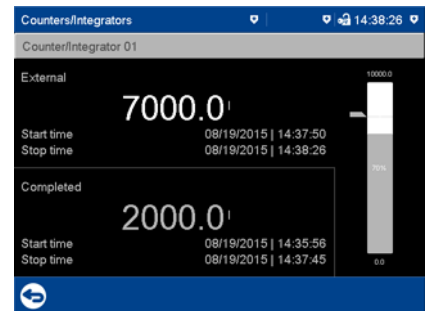 Counters/Integrators 14:38:26
Counter/Integrator 01
External
10000.0
7000.0 l
Start time 08/19/2015 | 14:37:50
Stop time 08/19/2015 | 14:38:26
70%
Completed
2000.0 l
Start time 08/19/2015 | 14:35:56
Stop time 08/19/2015 | 14:37:45
0.0